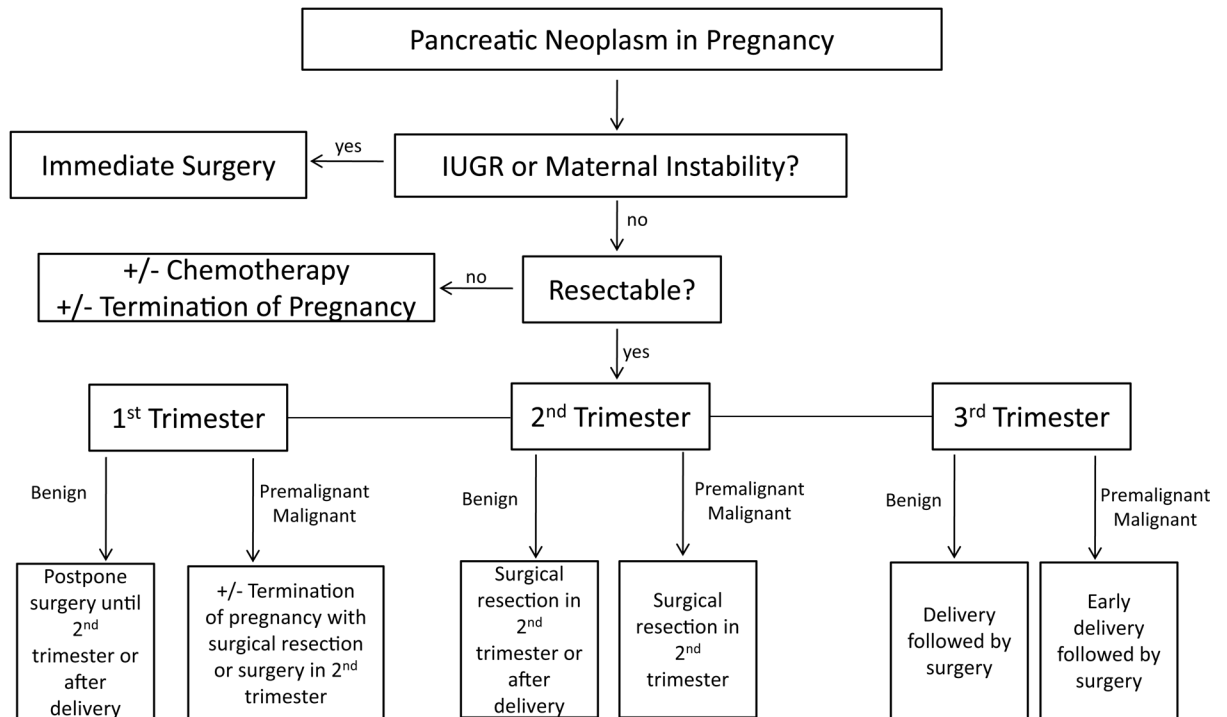 Pancreatic Neoplasm in Pregnancy
Immediate Surgery
yes
IUGR or Maternal Instability?
no
+/- Chemotherapy
+/- Termination of Pregnancy
no
Resectable?
yes
1st Trimester
2nd Trimester
3rd Trimester
Benign
Premalignant
Malignant
Benign
Premalignant
Malignant
Benign
Premalignant
Malignant
Postpone
surgery until
2nd
trimester or
after
delivery
+/- Termination
of pregnancy with
surgical resection
or surgery in 2nd
trimester
Surgical
resection in
2nd
trimester or
after
delivery
Surgical
resection in
2nd
trimester
Delivery
followed by
surgery
Early
delivery
followed by
surgery